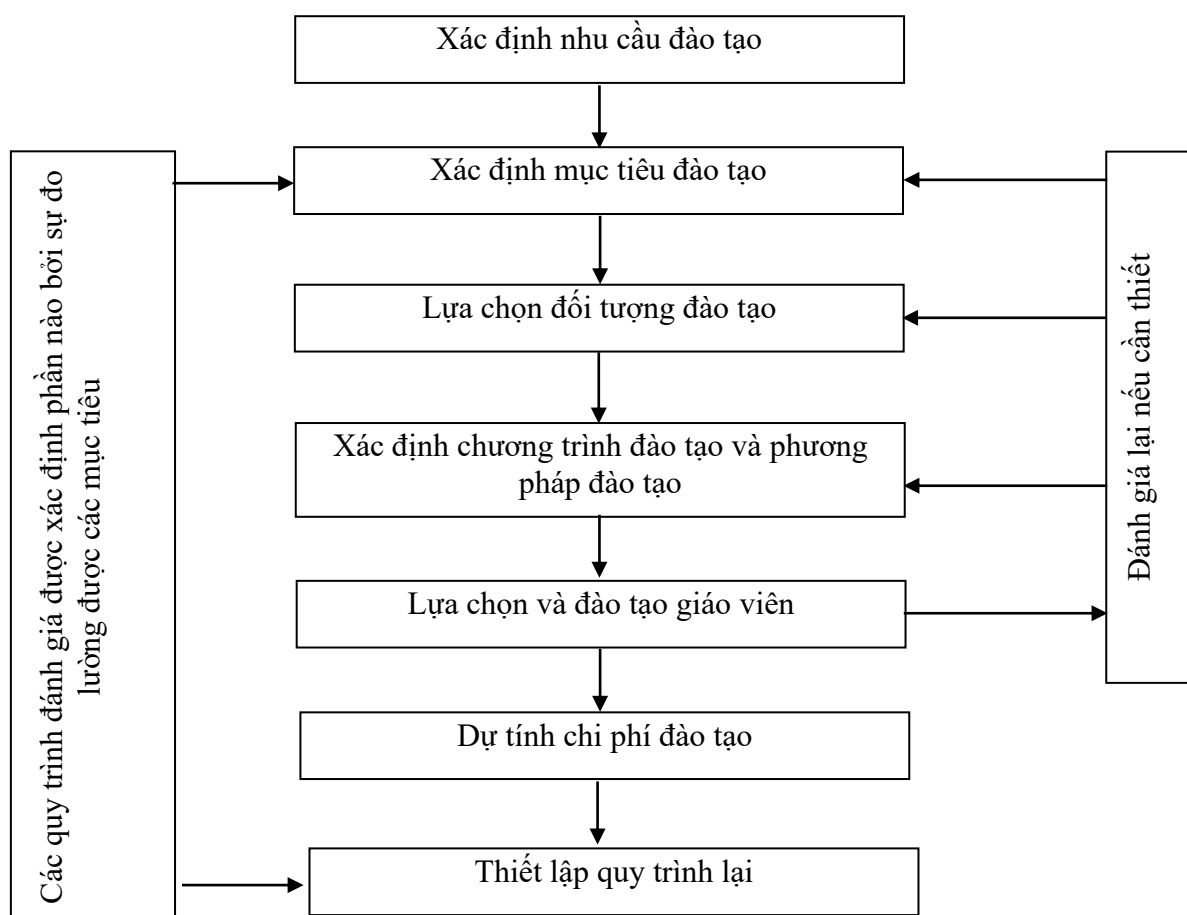 Xác định nhu cầu đào tạo
Xác định mục tiêu đào tạo
Lựa chọn đối tượng đào tạo
Xác định chương trình đào tạo và phương
pháp đào tạo
Lựa chọn và đào tạo giáo viên
Dự tính chi phí đào tạo
Thiết lập quy trình lại
Các quy trình đánh giá được xác định phần nào bởi sự đo
lường được các mục tiêu
Đánh giá lại nếu cần thiết